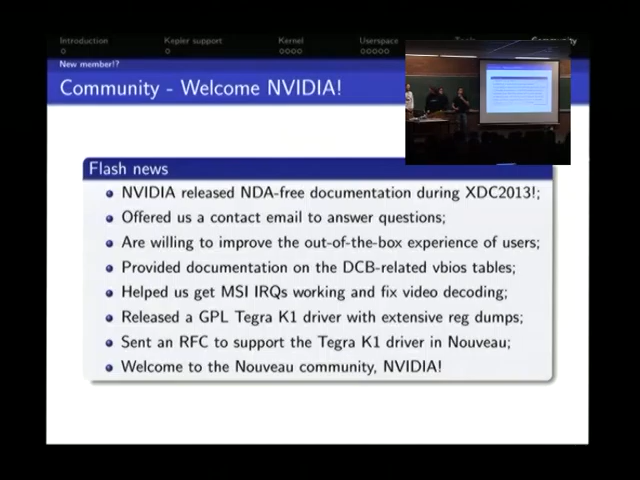 Introduction Kepler support Kernel Userspace Tools Community
New member!?
Community - Welcome NVIDIA!
Flash news
NVIDIA released NDA-free documentation during XDC2013!;
Offered us a contact email to answer questions;
Are willing to improve the out-of-the-box experience of users;
Provided documentation on the DCB-related vbios tables;
Helped us get MSI IRQs working and fix video decoding;
Released a GPL Tegra K1 driver with extensive reg dumps;
Sent an RFC to support the Tegra K1 driver in Nouveau;
Welcome to the Nouveau community, NVIDIA!